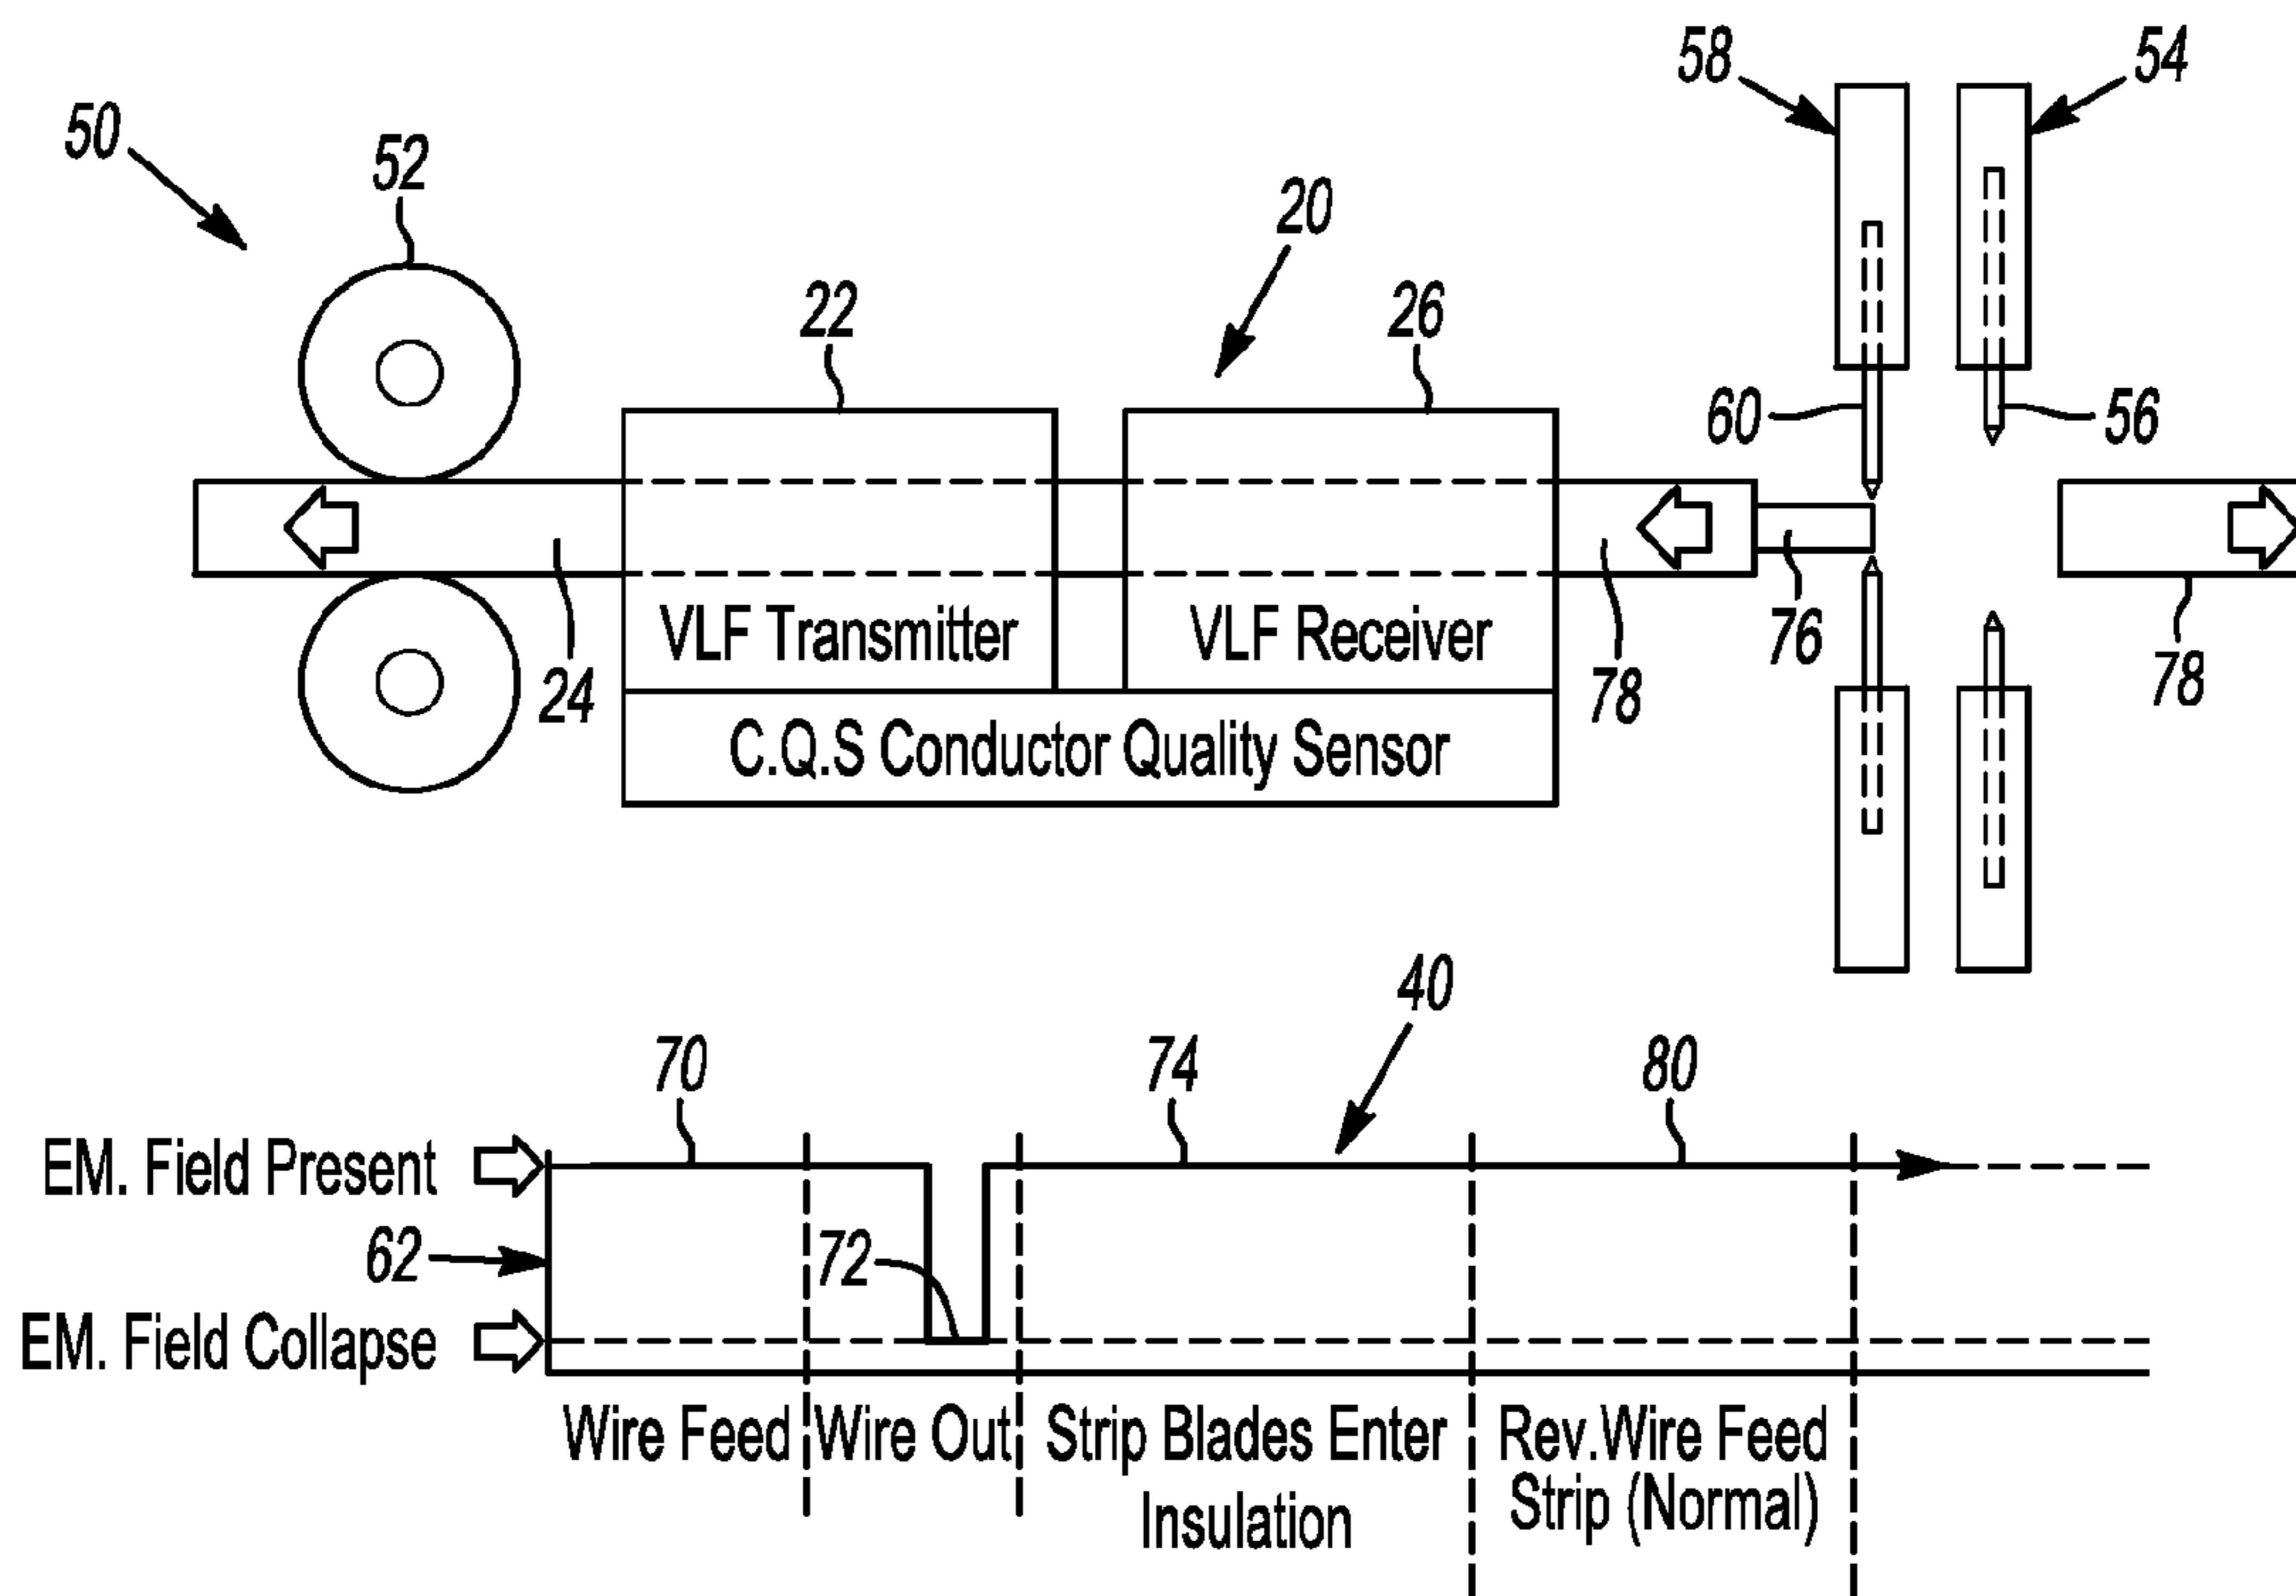 58
54
50
52
20
22
26
60
56
VLF Transmitter
VLF Receiver
24
78
76
78
C.Q.S Conductor Quality Sensor
40
70
74
80
EM. Field Present
62
72
EM. Field Collapse
Wire Feed
Wire Out
Strip Blades Enter
Insulation
Rev.Wire Feed
Strip (Normal)